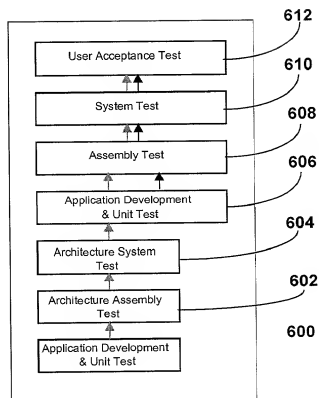 612
User Acceptance Test
610
System Test
608
Assembly Test
606
Application Development
& Unit Test
604
Architecture System
Test
602
Architecture Assembly
Test
600
Application Development
& Unit Test